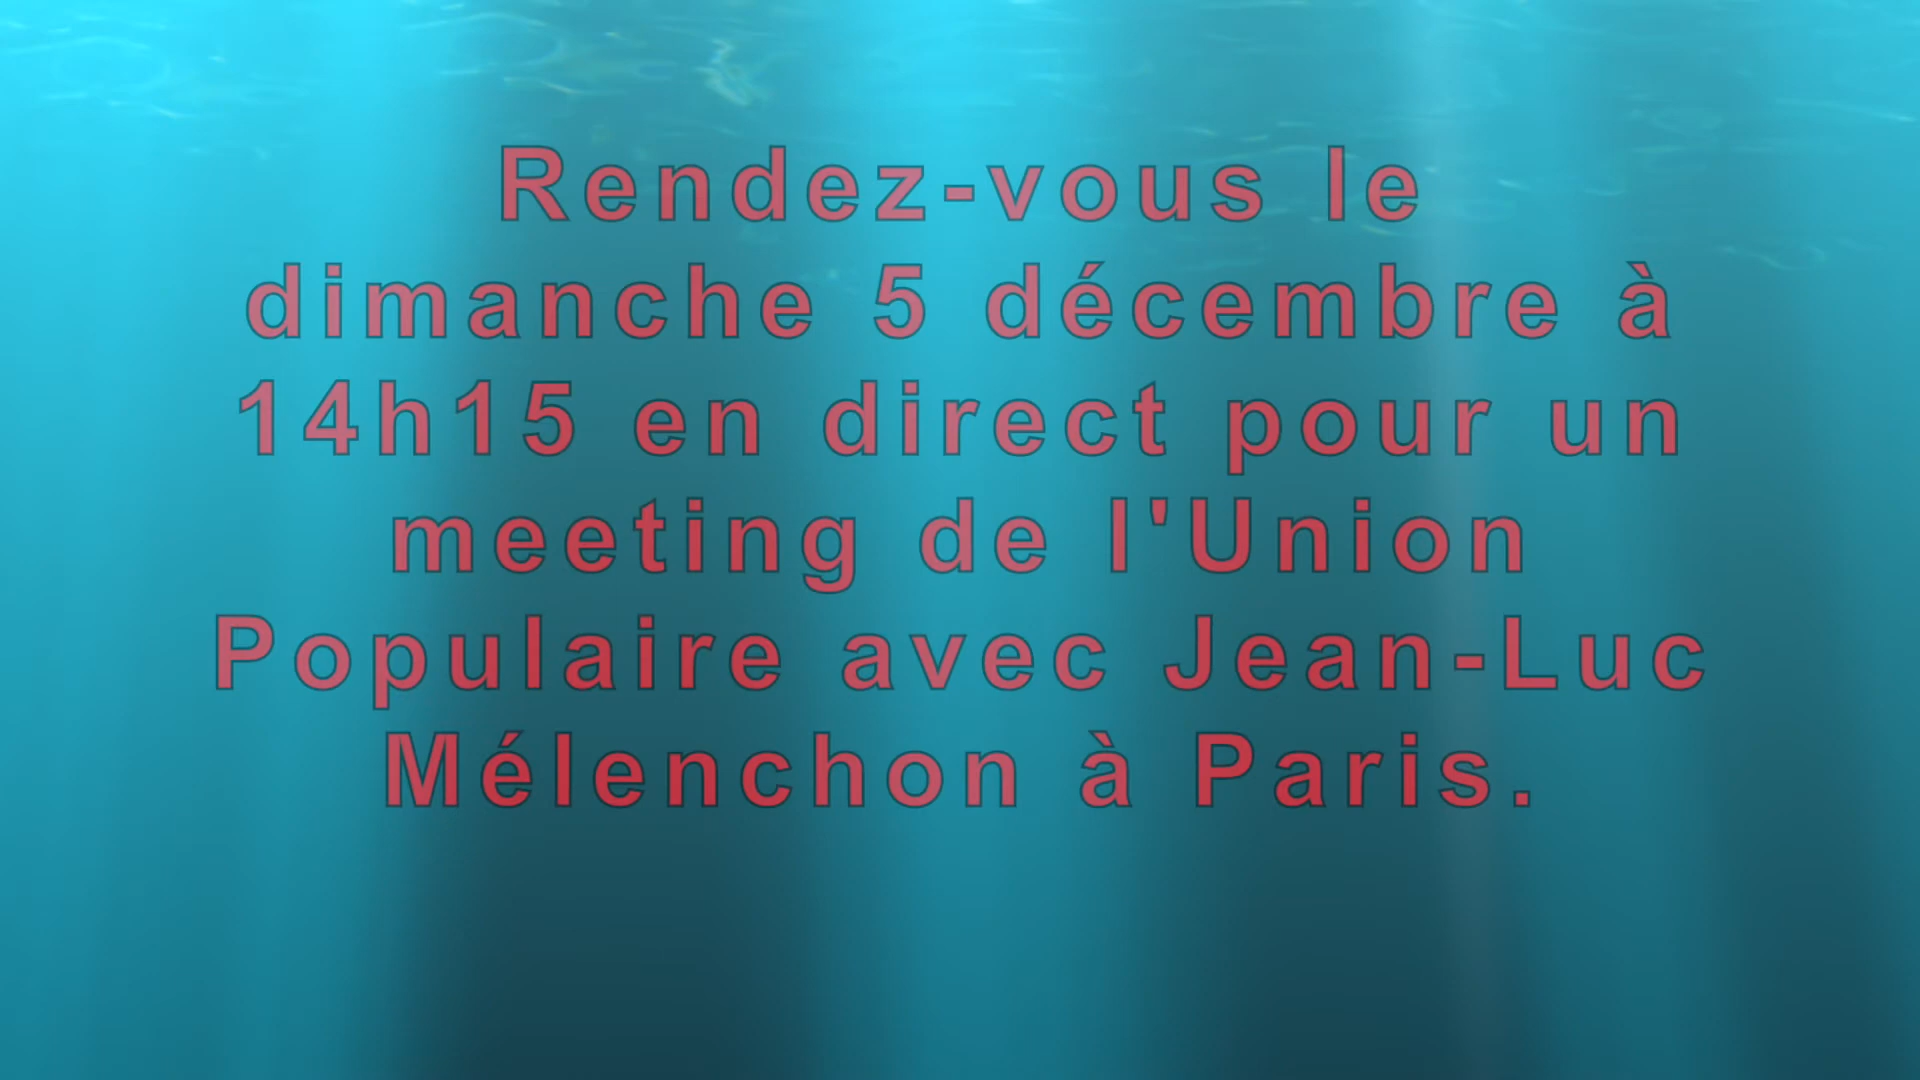 Rendez-vous le
dimanche 5 décembre à
14h15 en direct pour un
meeting de l'Union
Populaire avec Jean-Luc
Mélenchon à Paris.